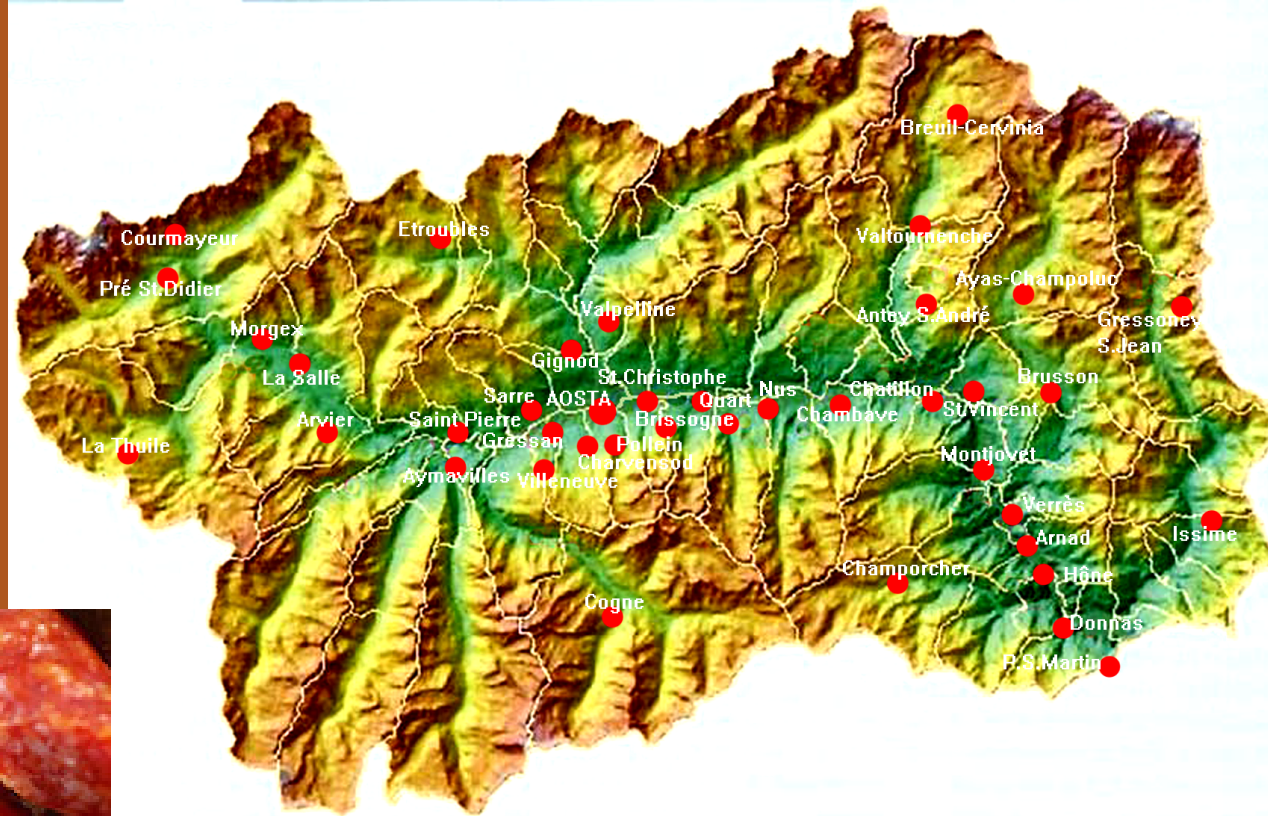 Breuil-Cervinia
Courmayeur
Etroubles
Valtournenche
Pré St.Didier
Ayas-Champoluc
Valpelline
Antey S.André
Gressoney
S.Jean
Morgex
Gignod
La Salle
St.Christophe
Brusson
Sarre
AOSTA
Quart
Nus
Chatillon
Arvier
Saint Pierre
Brissogne
Chambave
St.Vincent
La Thuile
Gressan
Pollein
Charvensod
Montjovet
Aymavilles
Villeneuve
Verrès
Issime
Arnad
Champorcher
Hône
Cogne
Donnas
P.S.Martin